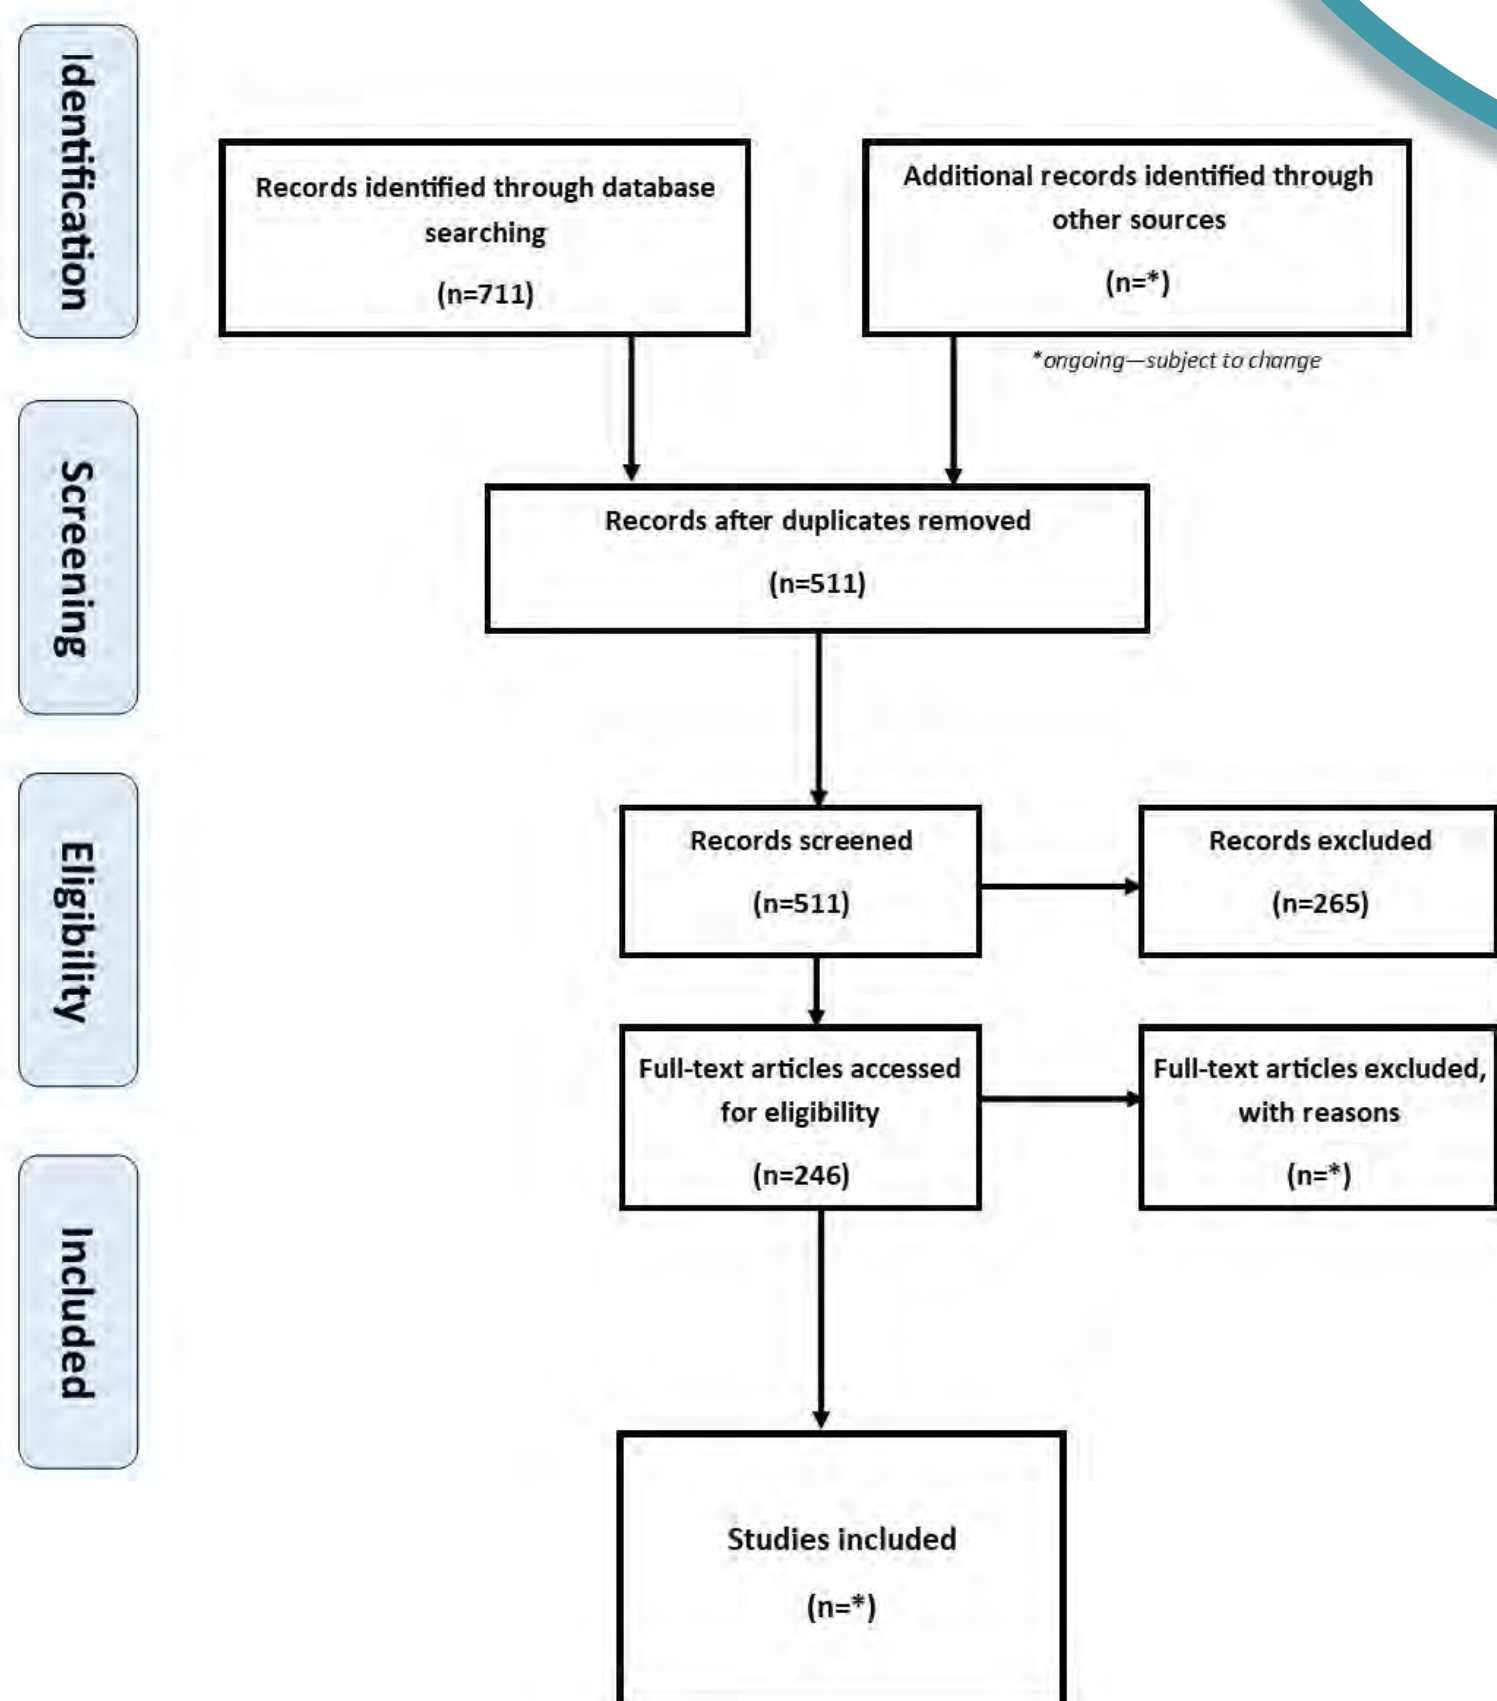 Identification
Records identified through database
searching
(n=711)
Additional records identified through
other sources
(n=*)
*ongoing—subject to change
Screening
Records after duplicates removed
(n=511)
Eligibility
Records screened
(n=511)
Records excluded
(n=265)
Full-text articles accessed
for eligibility
(n=246)
Full-text articles excluded,
with reasons
(n=*)
Included
Studies included
(n=*)